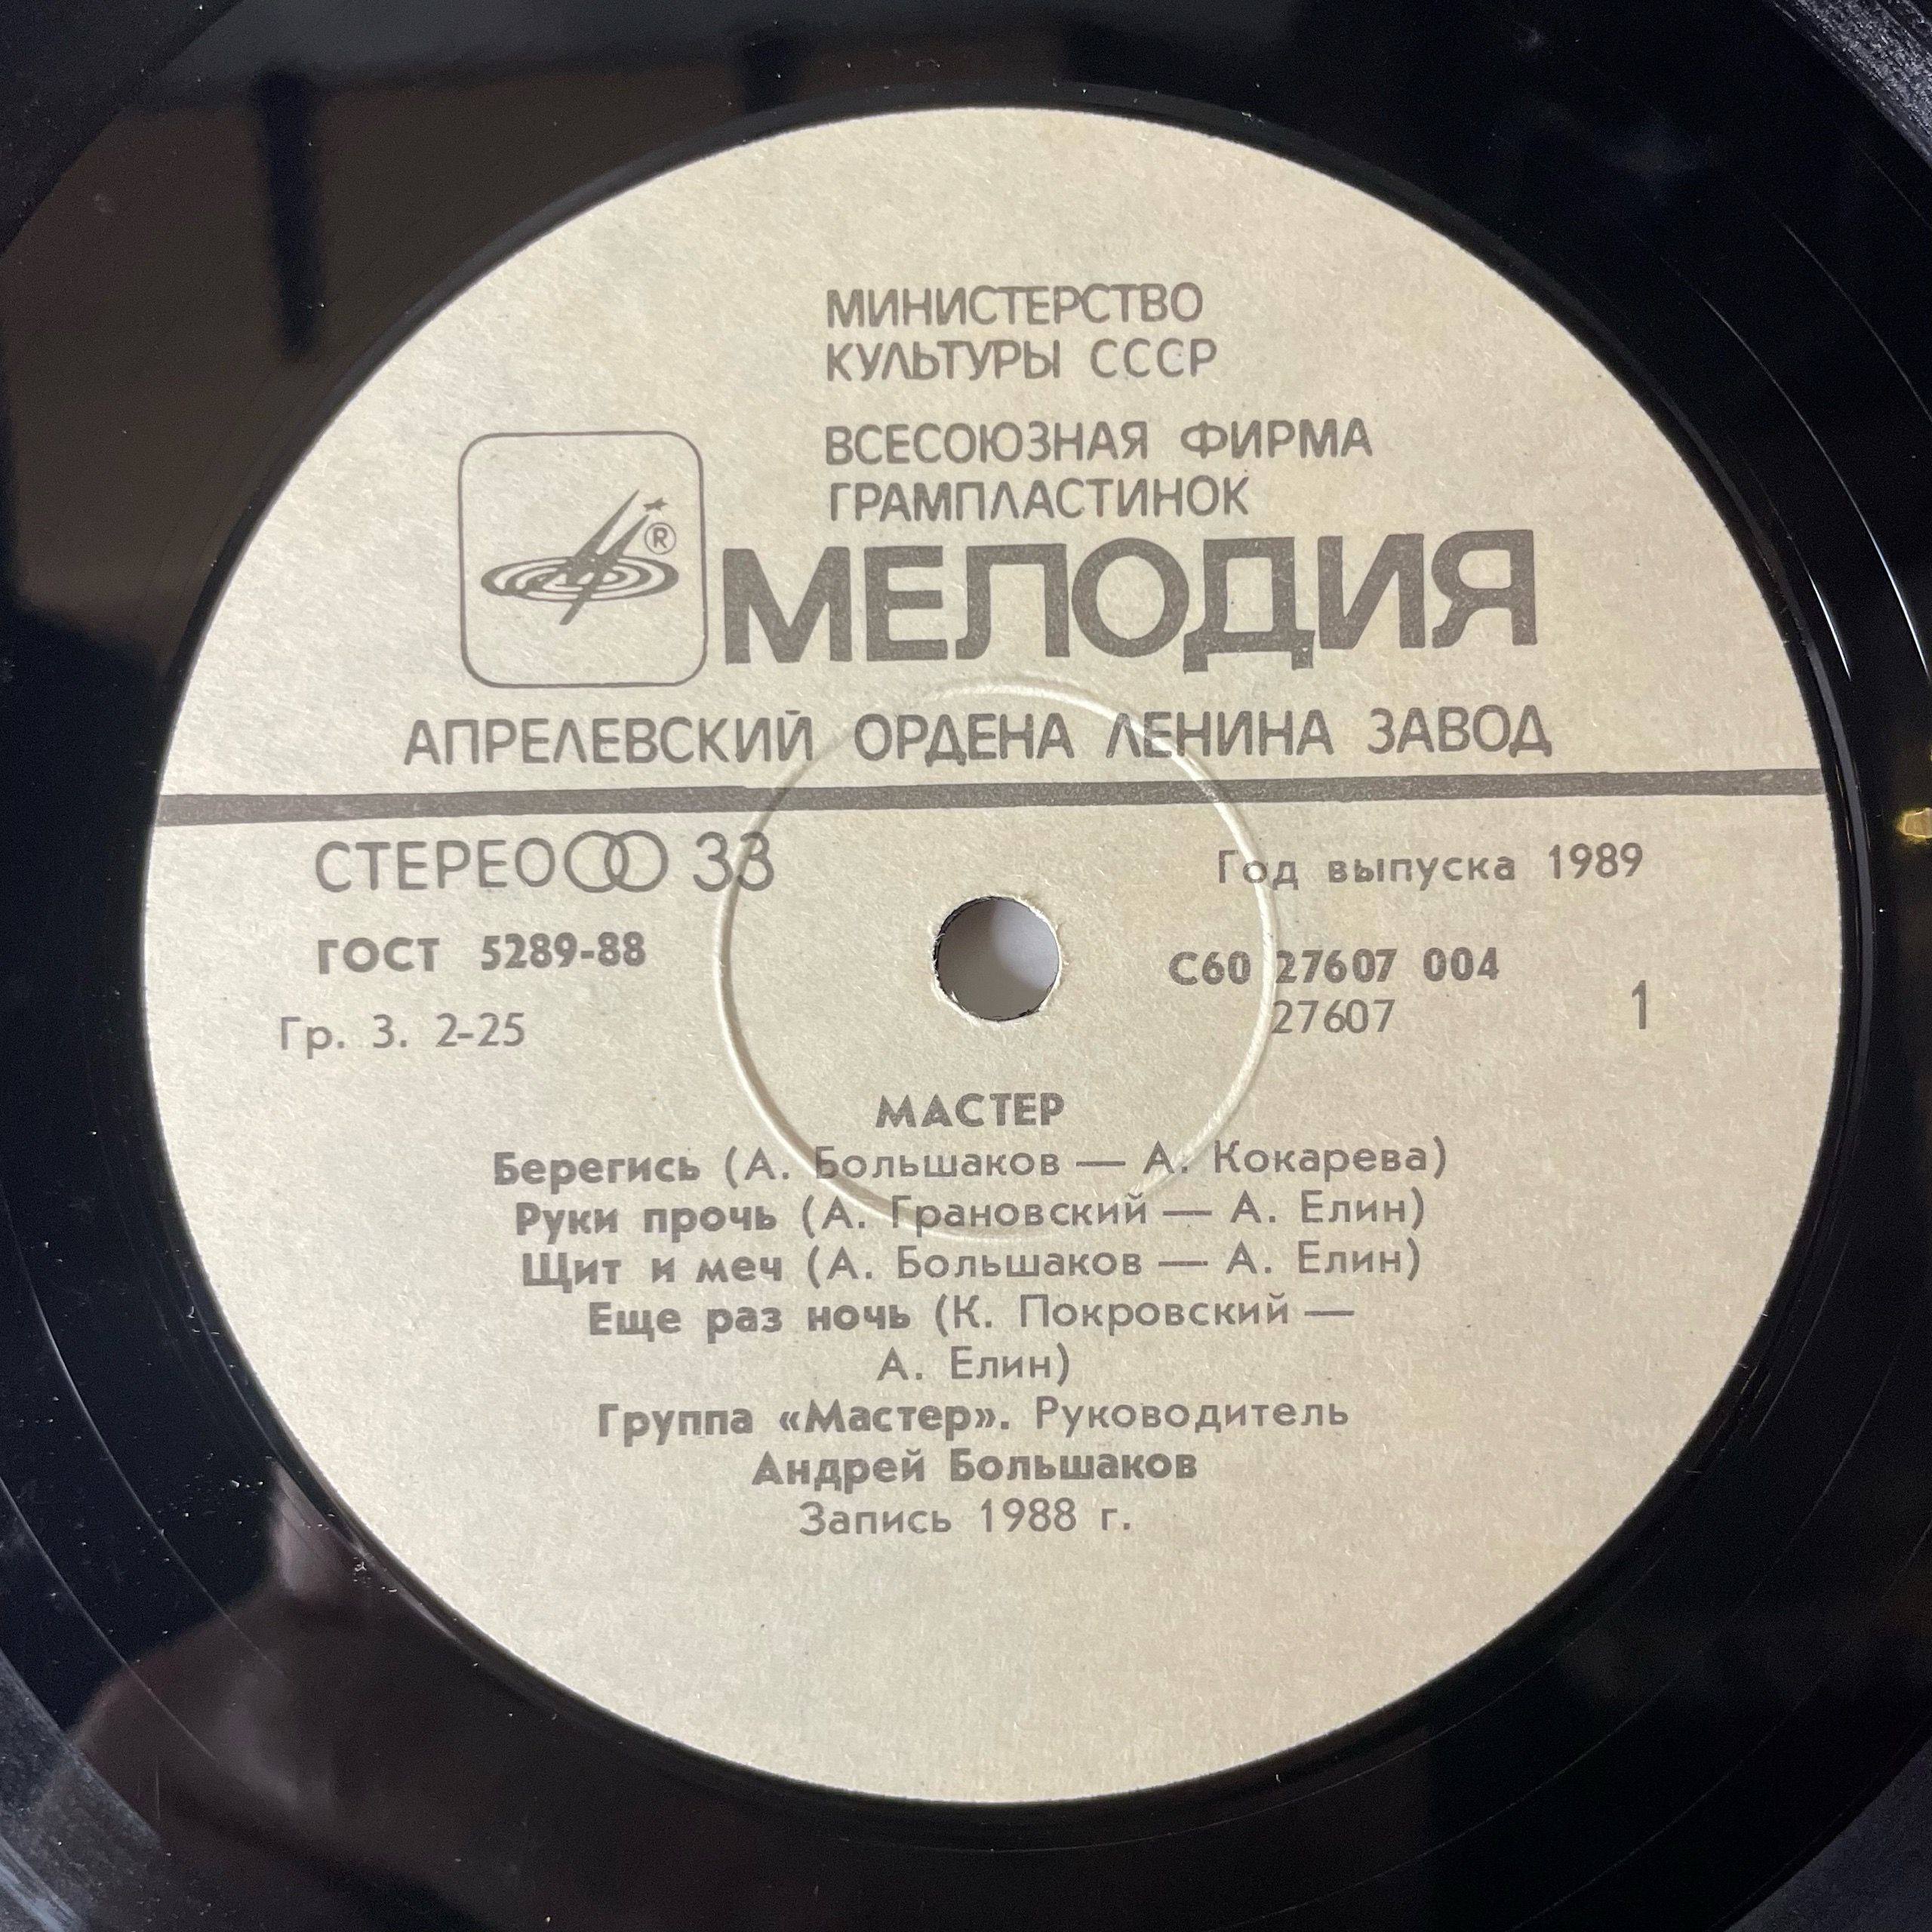 МИНИСТЕРСТВО
КУЛЬТУРЫ СССР
ВСЕСОЮЗНАЯ ФИРМА
ГРАМПЛАСТИНОК
®
МЕЛОДИЯ
АПРЕЛЕВСКИЙ ОРДЕНА ЛЕНИНА ЗАВОД
СТЕРЕО 33
Год выпуска 1989
ГОСТ 5289-88
С60 27607 004
Гр. 3. 2-25
27607
1
МАСТЕР
Берегись (А. Большаков — А. Кокарева)
Руки прочь (А. Грановский — А. Елин)
Щит и меч (А. Большаков — А. Елин)
Еще раз ночь (К. Покровский —
А. Елин)
Группа «Мастер». Руководитель
Андрей Большаков
Запись 1988 г.